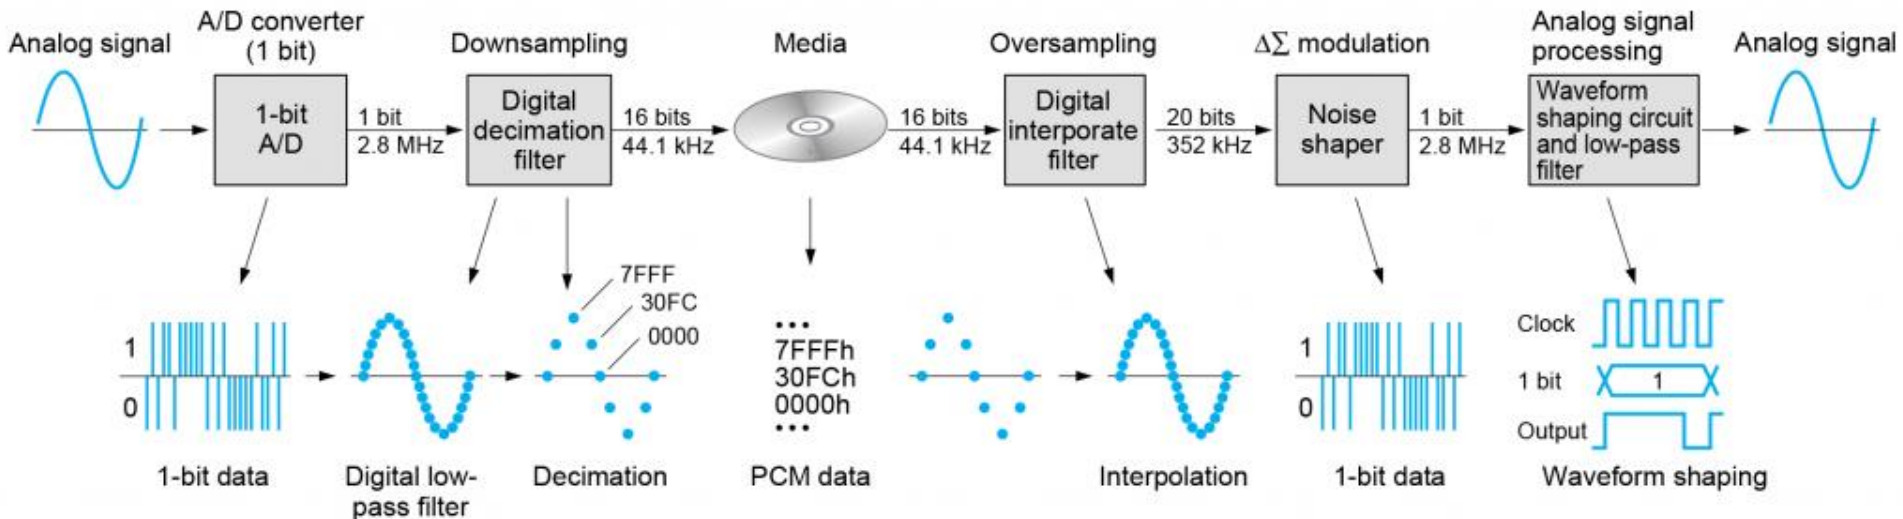 Analog signal
A/D converter
(1 bit)
Downsampling
Media
Oversampling
ΔΣ modulation
Analog signal
processing
Analog signal
1-bit
A/D
1 bit
2.8 MHz
Digital
decimation
filter
16 bits
44.1 kHz
16 bits
44.1 kHz
Digital
interporate
filter
20 bits
352 kHz
Noise
shaper
1 bit
2.8 MHz
Waveform
shaping circuit
and low-pass
filter
1
0
7FFF
30FC
0000
...
7FFFh
30FCh
0000h
...
1
0
Clock
1 bit
1
Output
1-bit data
Digital low-
pass filter
Decimation
PCM data
Interpolation
1-bit data
Waveform shaping